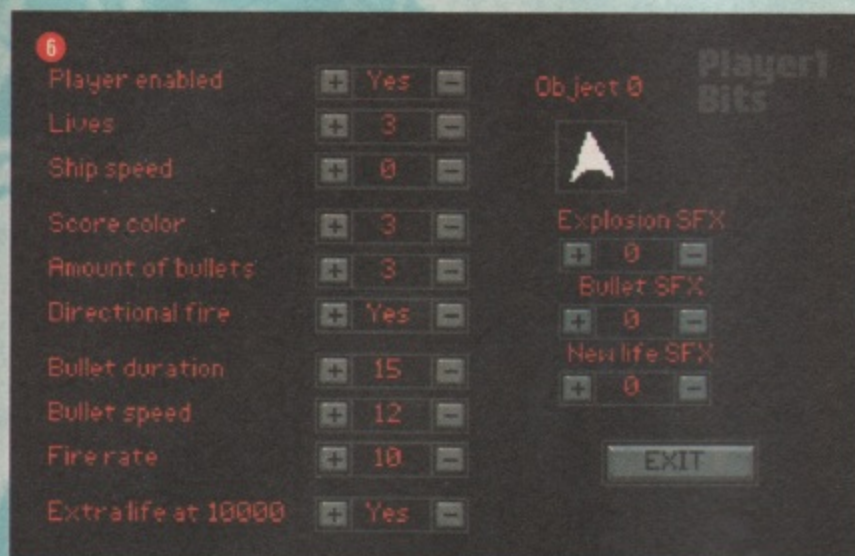 6
Player1
Bits
Player enabled + Yes -
Lives + 3 -
Ship speed + 0 -
Score color + 3 -
Amount of bullets + 3 -
Directional fire + Yes -
Bullet duration + 15 -
Bullet speed + 12 -
Fire rate + 10 -
Extra life at 10000 + Yes -
Object 0
Explosion SFX
+ 0 -
Bullet SFX
+ 0 -
New life SFX
+ 0 -
EXIT